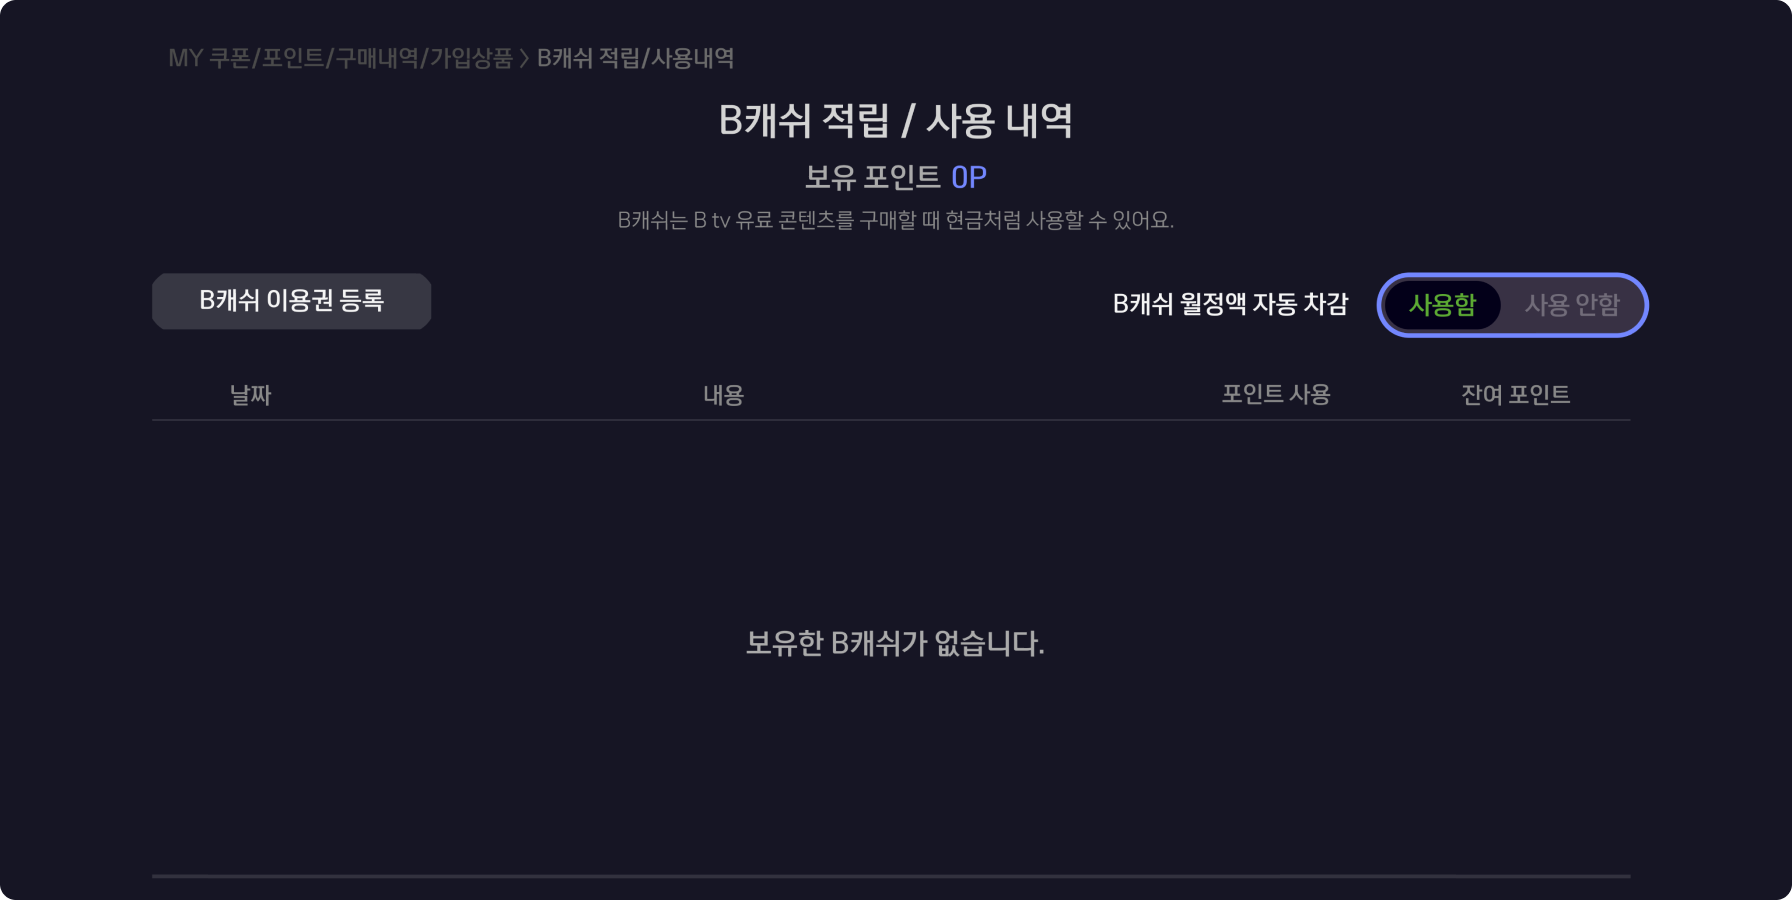 MY 쿠폰/포인트/구매내역/가입상품 > B캐쉬 적립/사용내역
B캐쉬 적립 / 사용 내역
보유 포인트 0P
B캐쉬는 B tv 유료 콘텐츠를 구매할 때 현금처럼 사용할 수 있어요.
B캐쉬 이용권 등록 B캐쉬 월정액 자동 차감 사용함 사용 안함
날짜 내용 포인트 사용 잔여 포인트
보유한 B캐쉬가 없습니다.